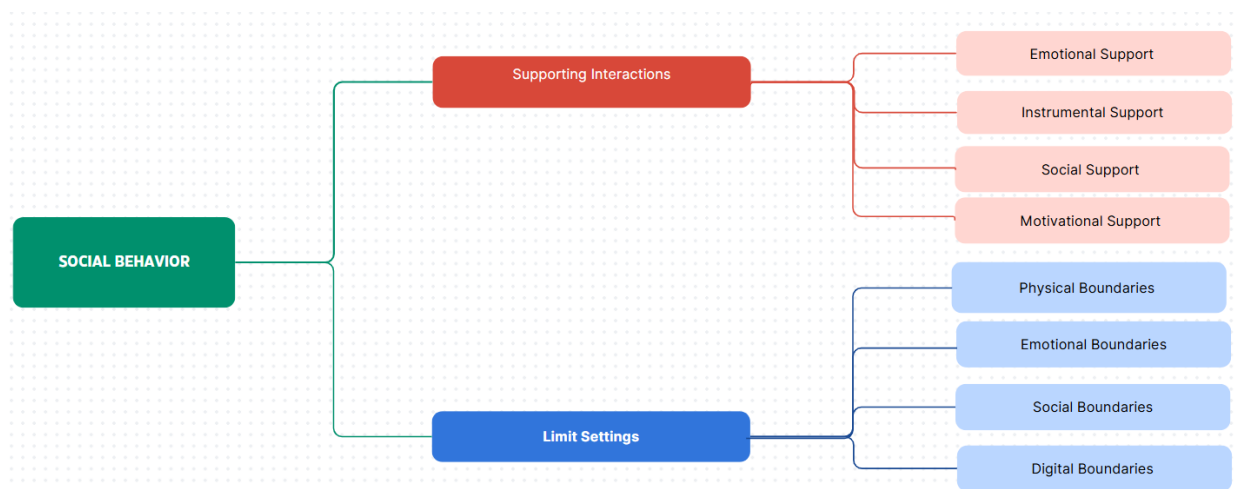 Supporting Interactions
Emotional Support
Instrumental Support
Social Support
Motivational Support
SOCIAL BEHAVIOR
Physical Boundaries
Emotional Boundaries
Social Boundaries
Limit Settings
Digital Boundaries